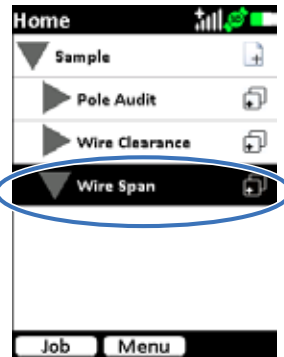 Home
Sample
Pole Audit
Wire Clearance
Wire Span
Job Menu